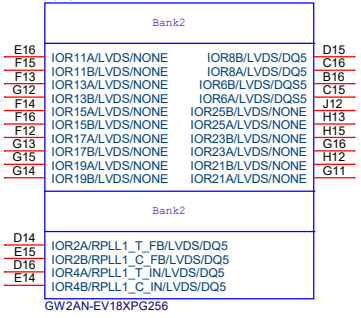 Bank2
E16 IOR11A/LVDS/NONE IOR8B/LVDS/DQ5 D15
F15 IOR11B/LVDS/NONE IOR8A/LVDS/DQ5 C16
F13 IOR13A/LVDS/NONE IOR6B/LVDS/DQS5 B16
G12 IOR13B/LVDS/NONE IOR6A/LVDS/DQS5 C15
F14 IOR15A/LVDS/NONE IOR25B/LVDS/NONE J12
F16 IOR15B/LVDS/NONE IOR25A/LVDS/NONE H13
F12 IOR17A/LVDS/NONE IOR23B/LVDS/NONE H15
G13 IOR17B/LVDS/NONE IOR23A/LVDS/NONE G16
G15 IOR19A/LVDS/NONE IOR21B/LVDS/NONE H12
G14 IOR19B/LVDS/NONE IOR21A/LVDS/NONE G11
Bank2
D14 IOR2A/RPLL1_T_FB/LVDS/DQ5
E15 IOR2B/RPLL1_C_FB/LVDS/DQ5
D16 IOR4A/RPLL1_T_IN/LVDS/DQ5
E14 IOR4B/RPLL1_C_IN/LVDS/DQ5
GW2AN-EV18XPG256